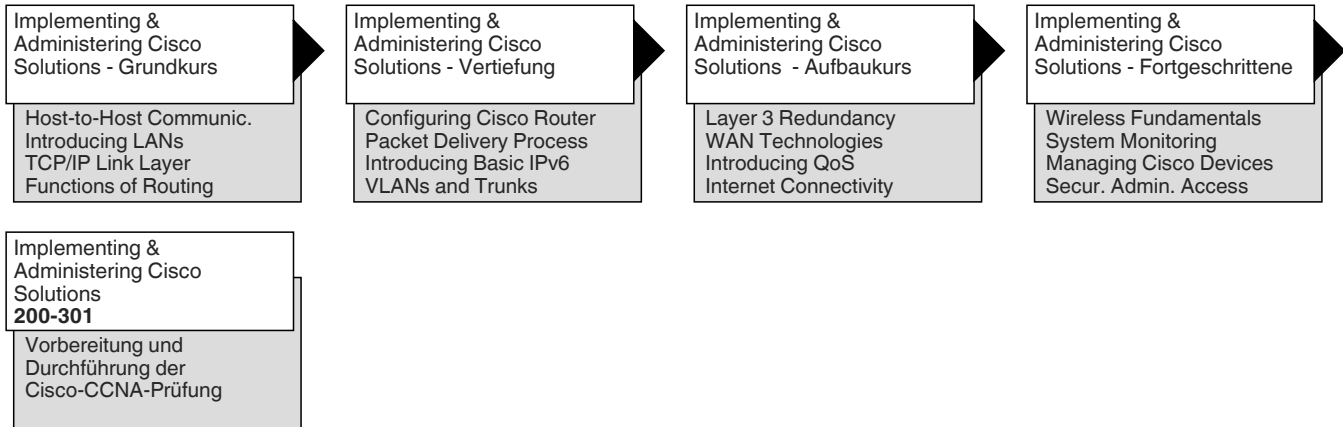 Implementing &
Administering Cisco
Solutions - Grundkurs
Host-to-Host Communic.
Introducing LANs
TCP/IP Link Layer
Functions of Routing
Implementing &
Administering Cisco
Solutions - Vertiefung
Configuring Cisco Router
Packet Delivery Process
Introducing Basic IPv6
VLANs and Trunks
Implementing &
Administering Cisco
Solutions - Aufbaukurs
Layer 3 Redundancy
WAN Technologies
Introducing QoS
Internet Connectivity
Implementing &
Administering Cisco
Solutions - Fortgeschrittene
Wireless Fundamentals
System Monitoring
Managing Cisco Devices
Secur. Admin. Access
Implementing &
Administering Cisco
Solutions
200-301
Vorbereitung und
Durchführung der
Cisco-CCNA-Prüfung